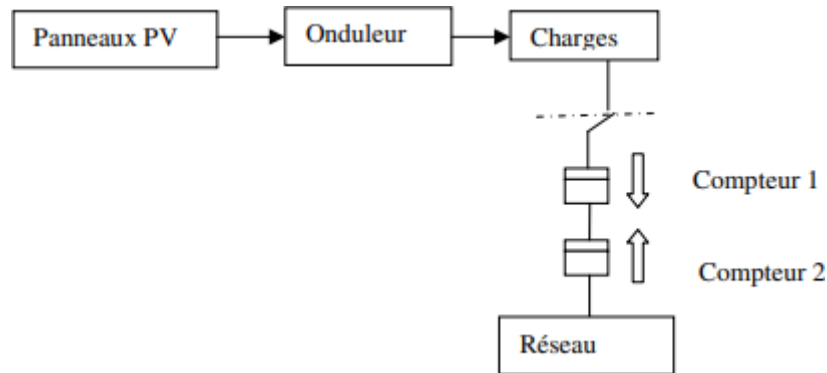 Panneaux PV
Onduleur
Charges
Compteur 1
Compteur 2
Réseau